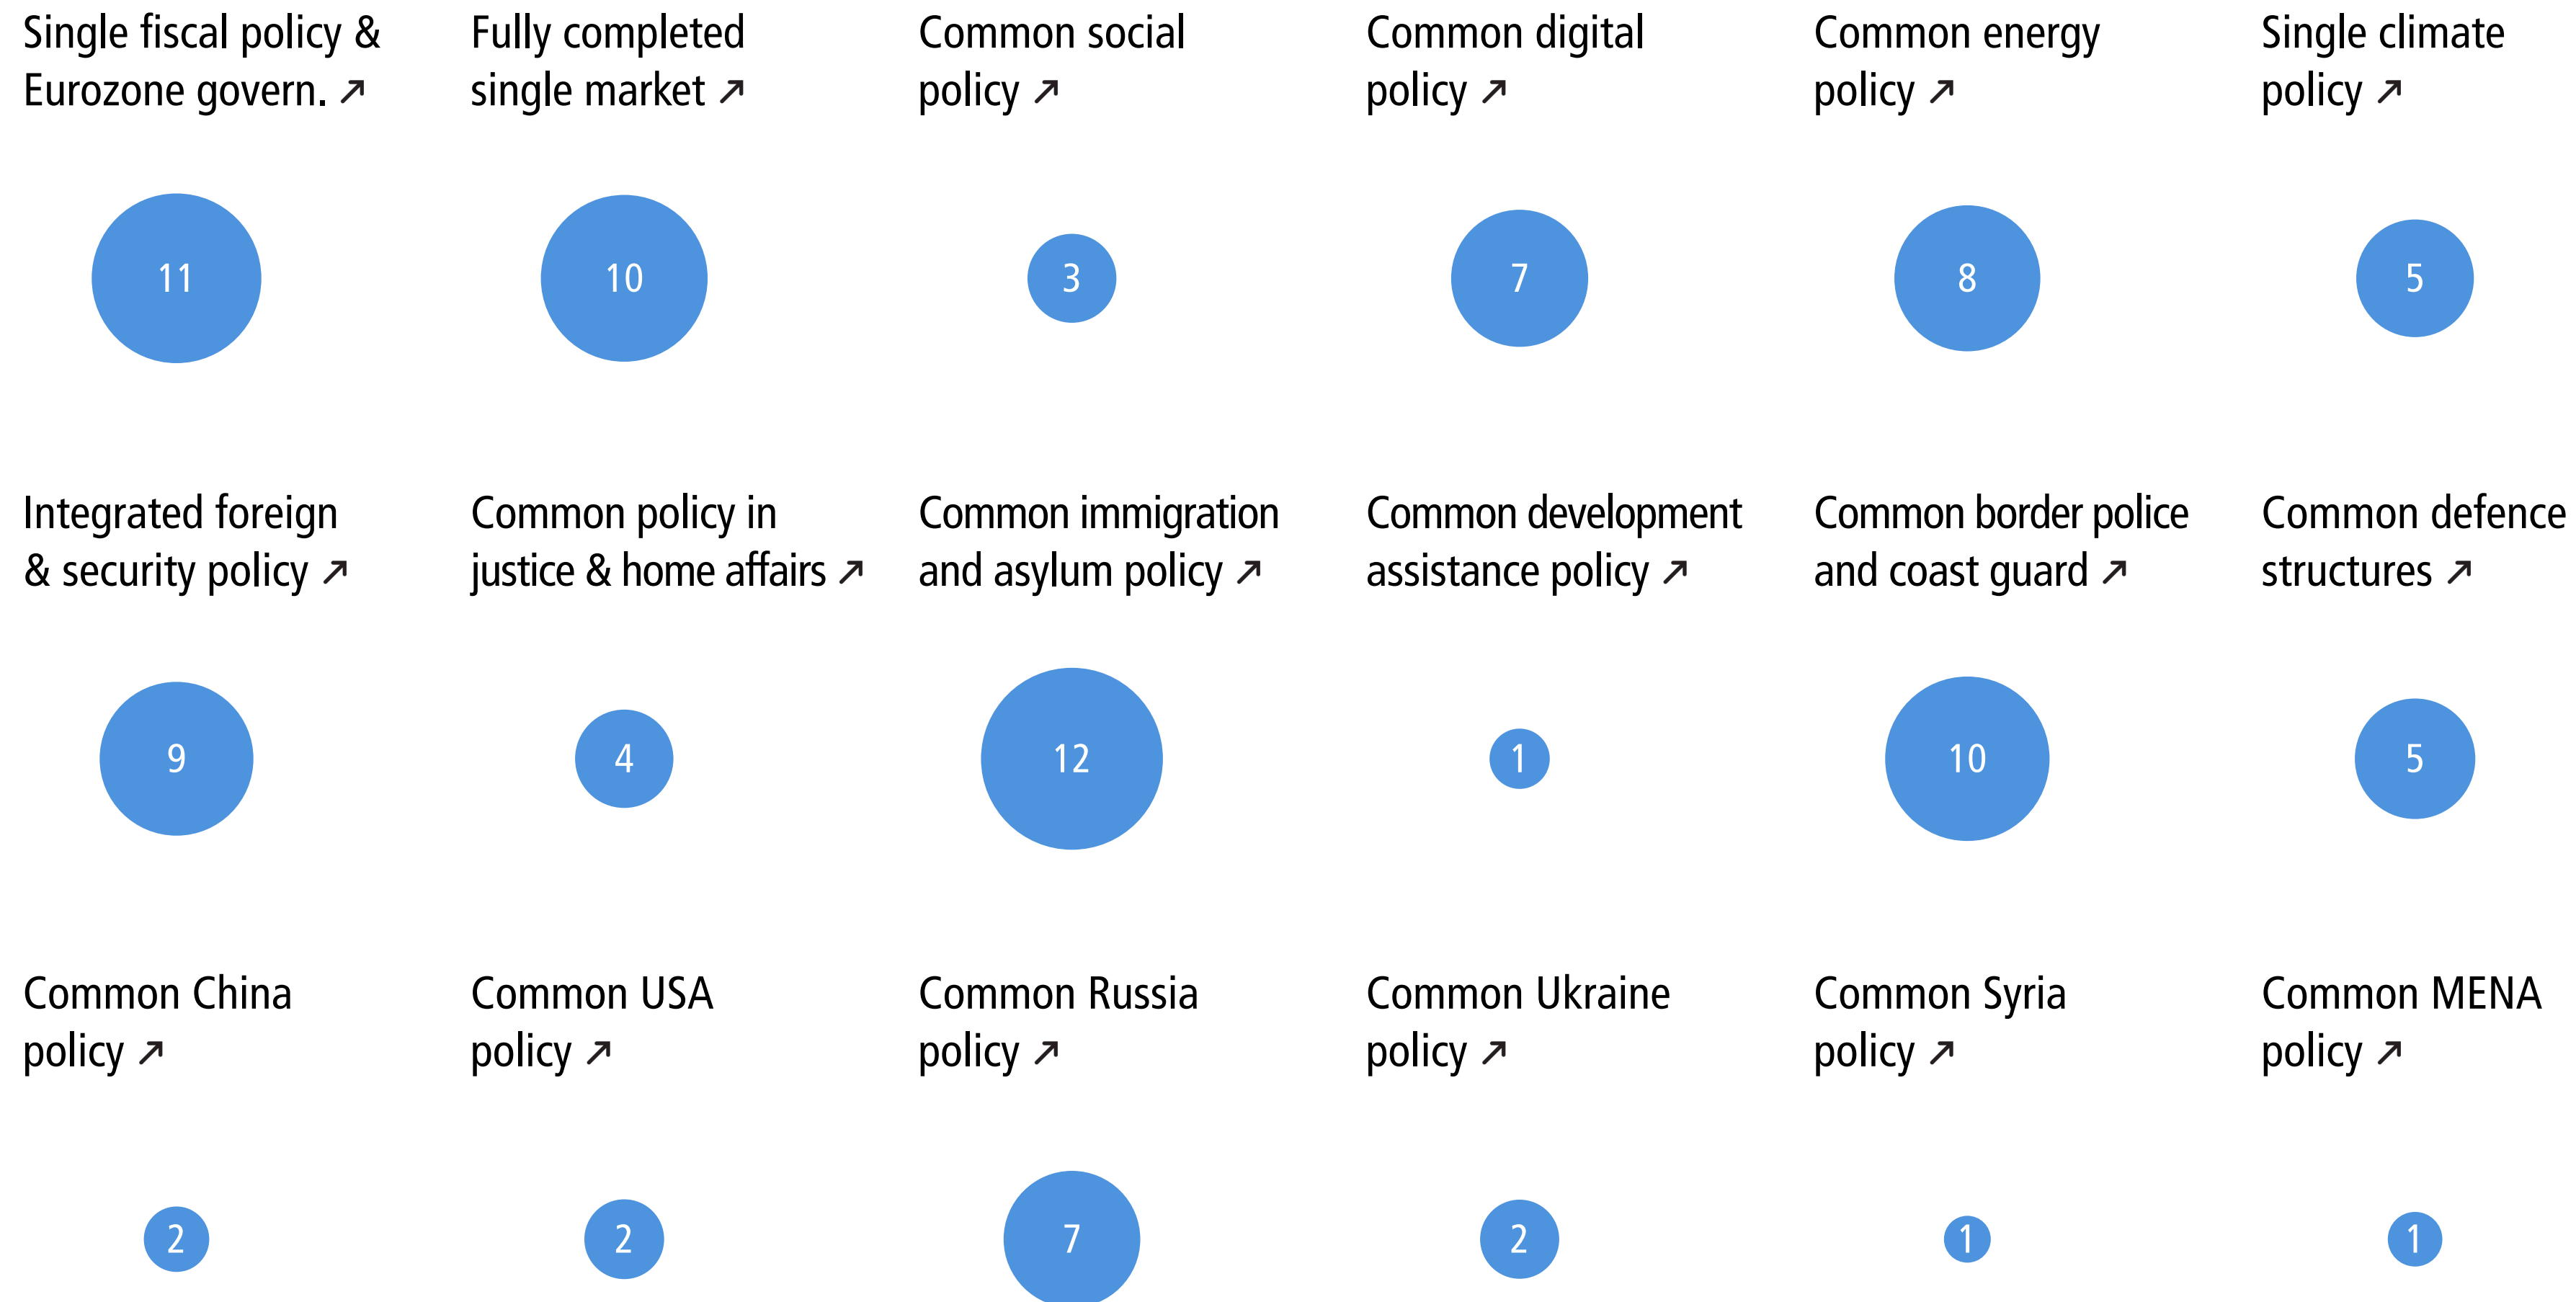 Single fiscal policy &
Eurozone govern. ↗
Fully completed
single market ↗
Common social
policy ↗
Common digital
policy ↗
Common energy
policy ↗
Single climate
policy ↗
11
10
3
7
8
5
Integrated foreign
& security policy ↗
Common policy in
justice & home affairs ↗
Common immigration
and asylum policy ↗
Common development
assistance policy ↗
Common border police
and coast guard ↗
Common defence
structures ↗
9
4
12
1
10
5
Common China
policy ↗
Common USA
policy ↗
Common Russia
policy ↗
Common Ukraine
policy ↗
Common Syria
policy ↗
Common MENA
policy ↗
2
2
7
2
1
1